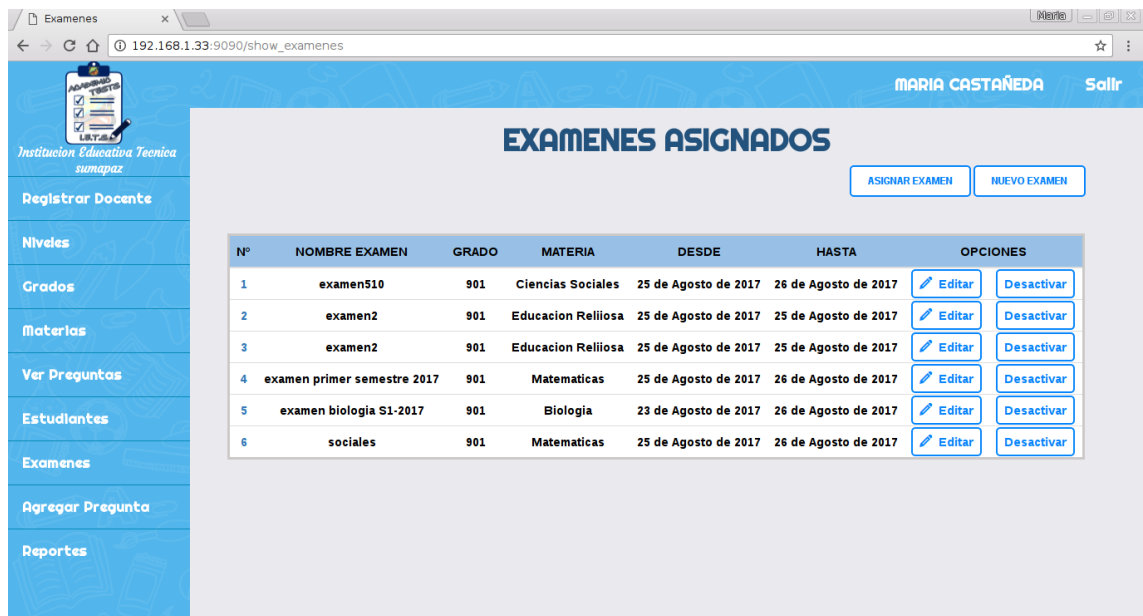 Examenes
Maria
192.168.1.33:9090/show_examenes
ACADEMIC
TESTS
I.E.T.S.
Institucion Educativa Tecnica
sumapaz
MARIA CASTAÑEDA
Salir
EXAMENES ASIGNADOS
ASIGNAR EXAMEN
NUEVO EXAMEN
Registrar Docente
Niveles
Grados
Materias
Ver Preguntas
Estudiantes
Examenes
Agregar Pregunta
Reportes
Nº NOMBRE EXAMEN GRADO MATERIA DESDE HASTA OPCIONES
1 examen510 901 Ciencias Sociales 25 de Agosto de 2017 26 de Agosto de 2017 Editar Desactivar
2 examen2 901 Educacion Reliiosa 25 de Agosto de 2017 25 de Agosto de 2017 Editar Desactivar
3 examen2 901 Educacion Reliiosa 25 de Agosto de 2017 25 de Agosto de 2017 Editar Desactivar
4 examen primer semestre 2017 901 Matematicas 25 de Agosto de 2017 26 de Agosto de 2017 Editar Desactivar
5 examen biologia S1-2017 901 Biologia 23 de Agosto de 2017 26 de Agosto de 2017 Editar Desactivar
6 sociales 901 Matematicas 25 de Agosto de 2017 26 de Agosto de 2017 Editar Desactivar